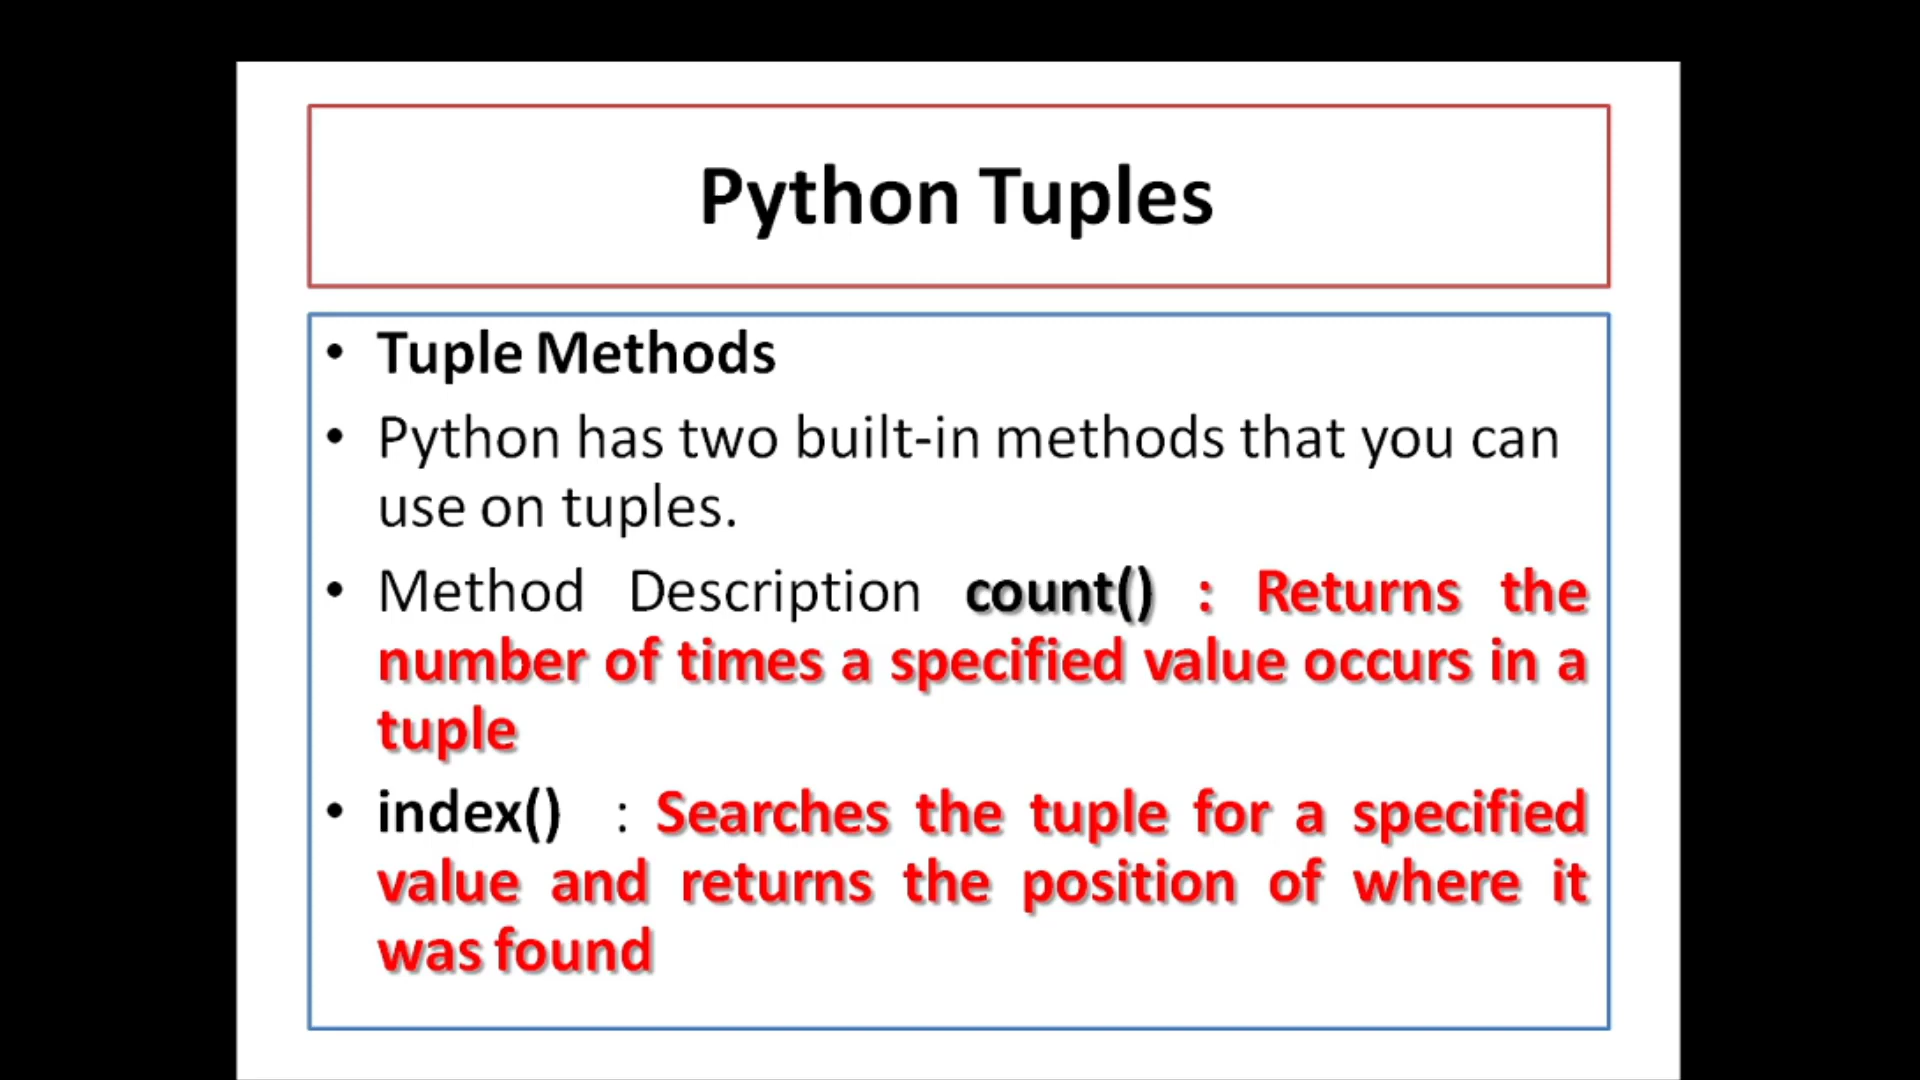 Python Tuples
• Tuple Methods
• Python has two built-in methods that you can
use on tuples.
• Method Description count() : Returns the
number of times a specified value occurs in a
tuple
• index() : Searches the tuple for a specified
value and returns the position of where it
was found